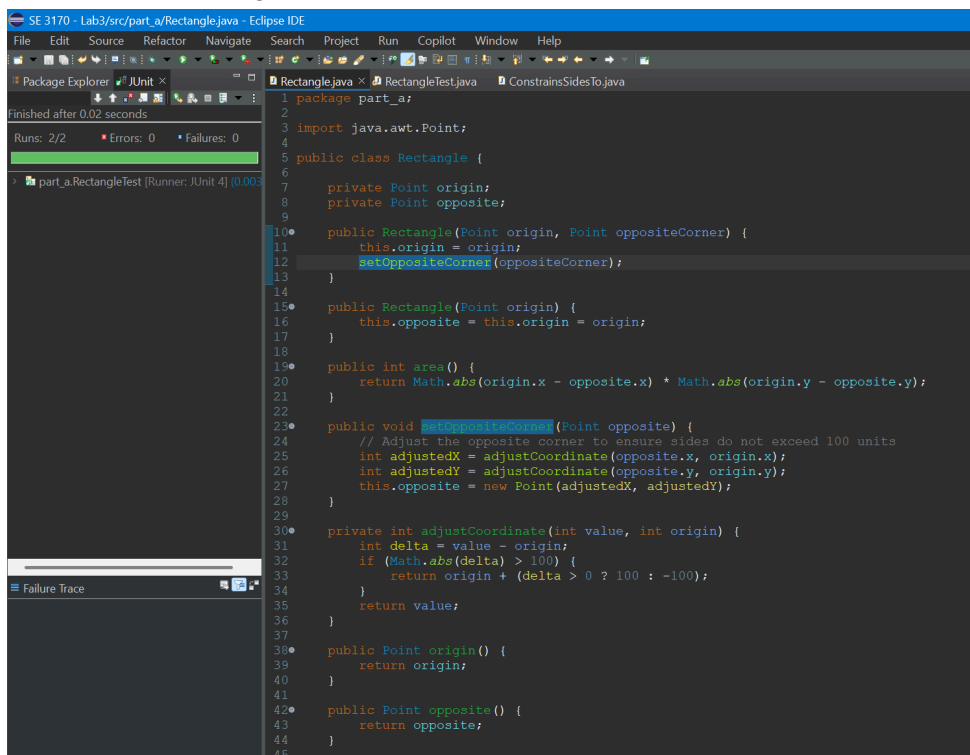 SE 3170 - Lab3/src/part_a/Rectangle.java - Eclipse IDE
File Edit Source Refactor Navigate Search Project Run Copilot Window Help
Package Explorer JUnit
Finished after 0.02 seconds
Runs: 2/2 Errors: 0 Failures: 0
part_a.RectangleTest [Runner: JUnit 4] (0.003
Failure Trace
Rectangle.java RectangleTest.java ConstrainsSidesTo.java
1 package part_a;
2
3 import java.awt.Point;
4
5 public class Rectangle {
6
7     private Point origin;
8     private Point opposite;
9
10     public Rectangle(Point origin, Point oppositeCorner) {
11         this.origin = origin;
12         setOppositeCorner(oppositeCorner);
13     }
14
15     public Rectangle(Point origin) {
16         this.opposite = this.origin = origin;
17     }
18
19     public int area() {
20         return Math.abs(origin.x - opposite.x) * Math.abs(origin.y - opposite.y);
21     }
22
23     public void setOppositeCorner(Point opposite) {
24         // Adjust the opposite corner to ensure sides do not exceed 100 units
25         int adjustedX = adjustCoordinate(opposite.x, origin.x);
26         int adjustedY = adjustCoordinate(opposite.y, origin.y);
27         this.opposite = new Point(adjustedX, adjustedY);
28     }
29
30     private int adjustCoordinate(int value, int origin) {
31         int delta = value - origin;
32         if (Math.abs(delta) > 100) {
33             return origin + (delta > 0 ? 100 : -100);
34         }
35         return value;
36     }
37
38     public Point origin() {
39         return origin;
40     }
41
42     public Point opposite() {
43         return opposite;
44     }
45